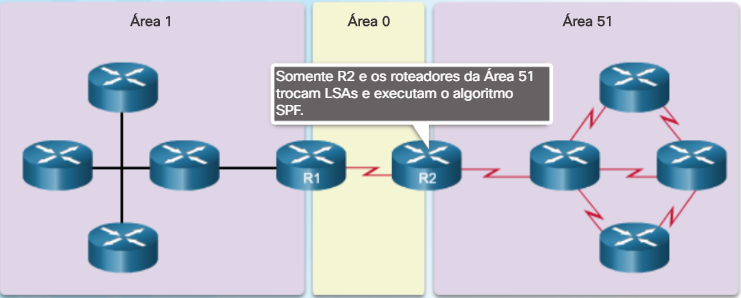 Área 1
Área 0
Área 51
Somente R2 e os roteadores da Área 51
trocam LSAs e executam o algoritmo
SPF.
R1
R2